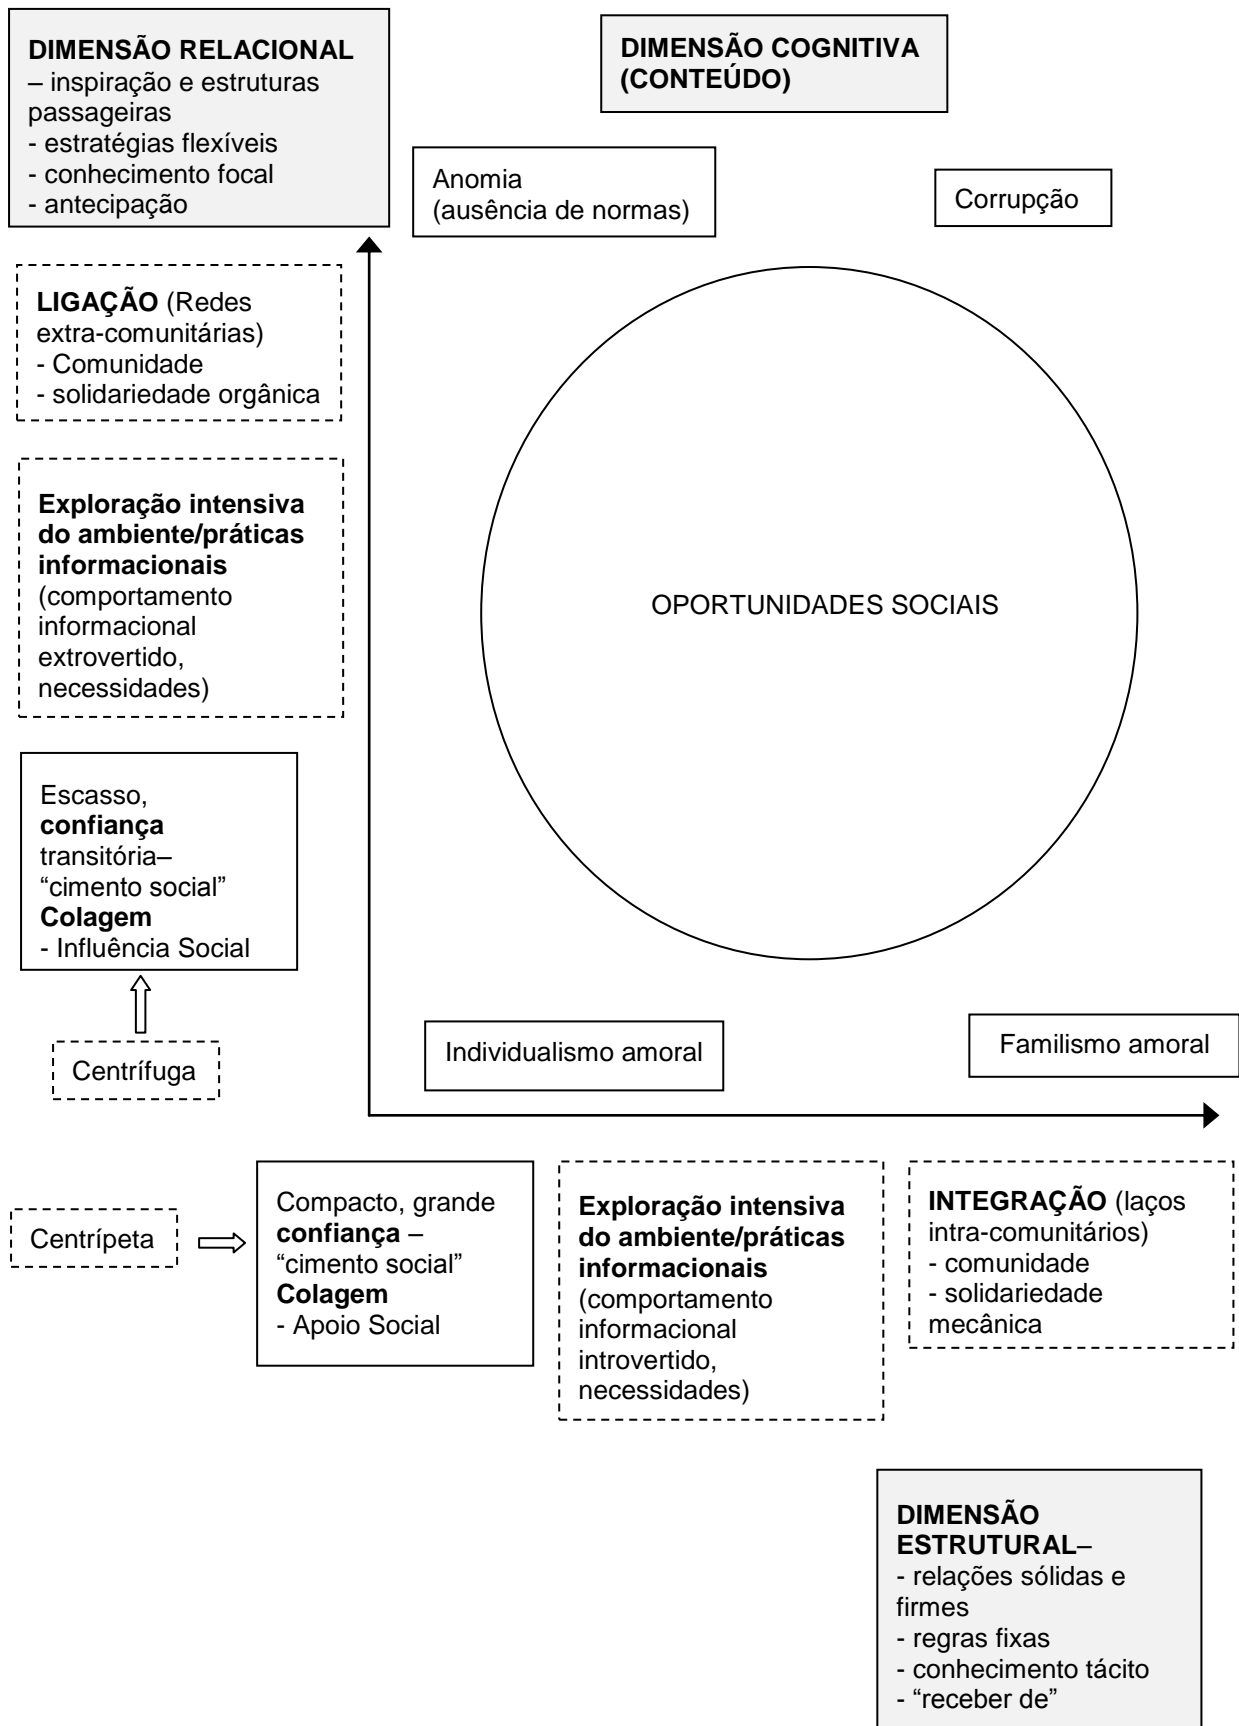 DIMENSÃO RELACIONAL
– inspiração e estruturas
passageiras
- estratégias flexíveis
- conhecimento focal
- antecipação
DIMENSÃO COGNITIVA
(CONTEÚDO)
Anomia
(ausência de normas)
Corrupção
LIGAÇÃO (Redes
extra-comunitárias)
- Comunidade
- solidariedade orgânica
Exploração intensiva
do ambiente/práticas
informacionais
(comportamento
informacional
extrovertido,
necessidades)
OPORTUNIDADES SOCIAIS
Escasso,
confiança
transitória–
“cimento social”
Colagem
- Influência Social
Centrífuga
Individualismo amoral
Familismo amoral
Centrípeta
Compacto, grande
confiança –
“cimento social”
Colagem
- Apoio Social
Exploração intensiva
do ambiente/práticas
informacionais
(comportamento
informacional
introvertido,
necessidades)
INTEGRAÇÃO (laços
intra-comunitários)
- comunidade
- solidariedade
mecânica
DIMENSÃO
ESTRUTURAL–
- relações sólidas e
firmes
- regras fixas
- conhecimento tácito
- “receber de”